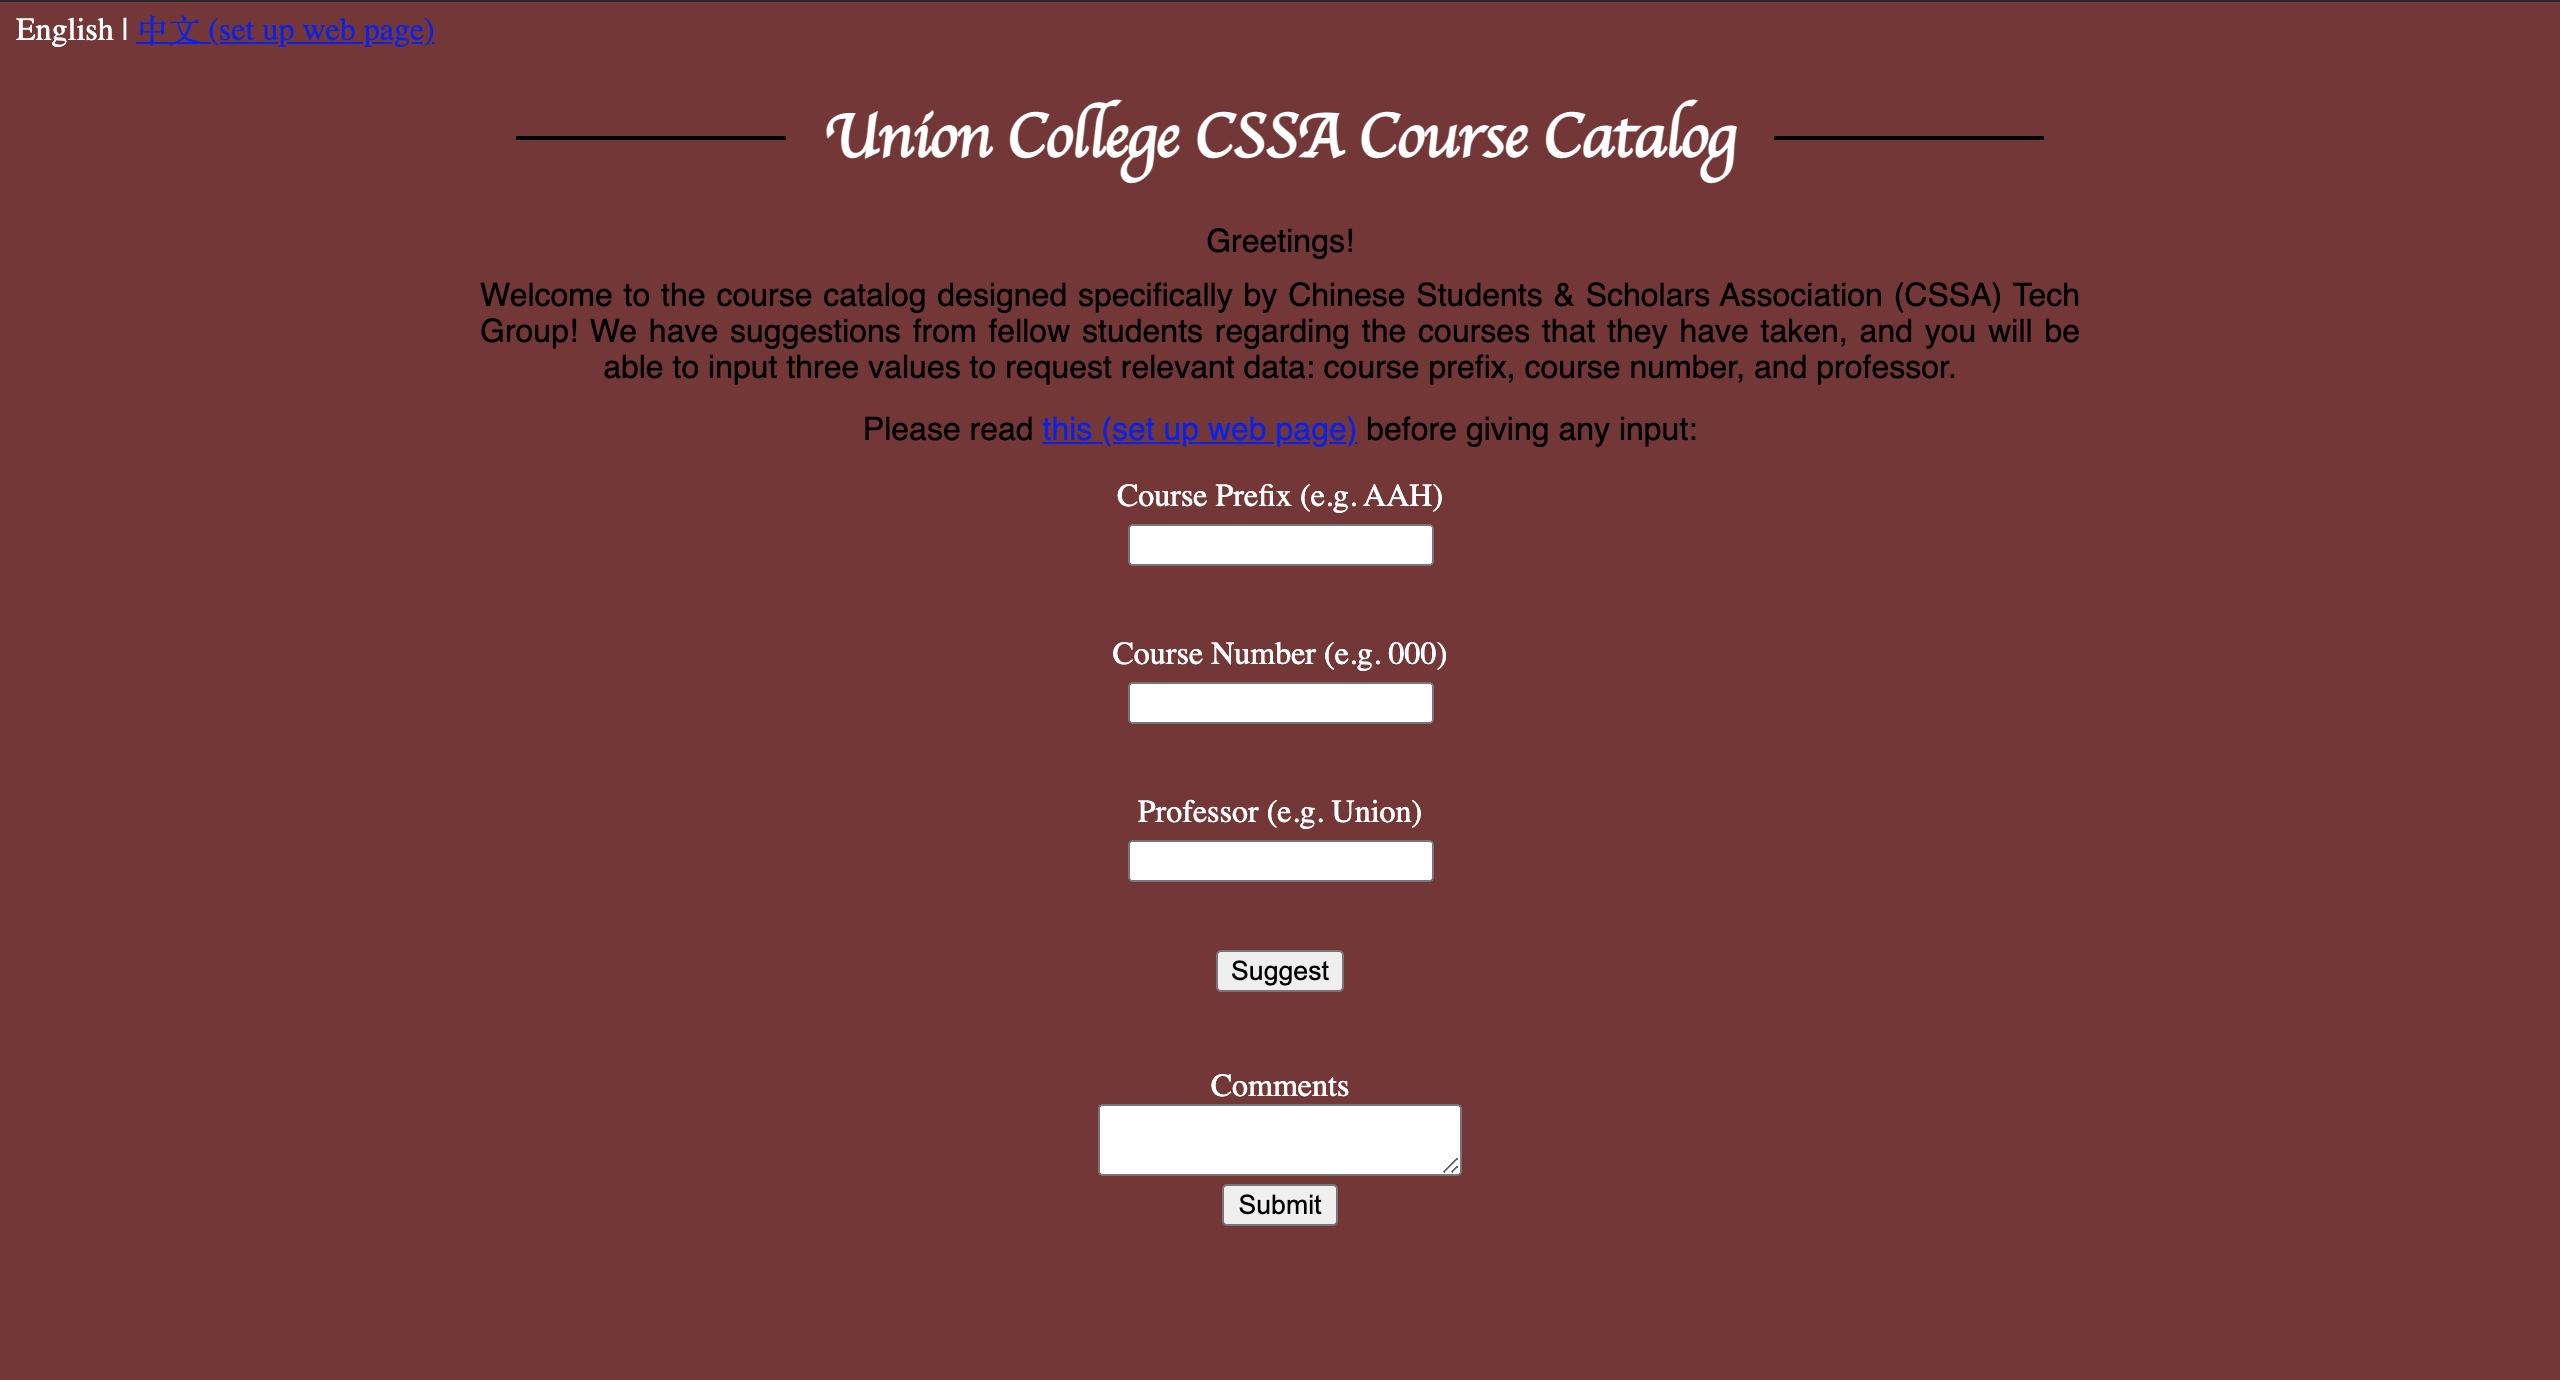 English | 中文 (set up web page)
Union College CSSA Course Catalog
Greetings!
Welcome to the course catalog designed specifically by Chinese Students & Scholars Association (CSSA) Tech
Group! We have suggestions from fellow students regarding the courses that they have taken, and you will be
able to input three values to request relevant data: course prefix, course number, and professor.
Please read this (set up web page) before giving any input:
Course Prefix (e.g. AAH)
Course Number (e.g. 000)
Professor (e.g. Union)
Suggest
Comments
Submit